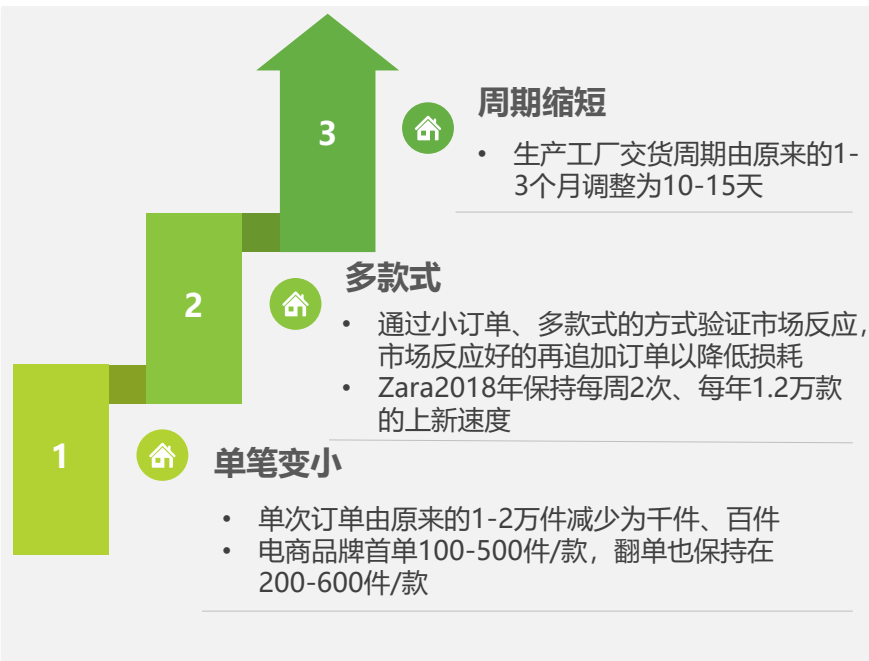 3
周期缩短
• 生产工厂交货周期由原来的1-
3个月调整为10-15天
2
多款式
• 通过小订单、多款式的方式验证市场反应，
市场反应好的再追加订单以降低损耗
• Zara2018年保持每周2次、每年1.2万款
的上新速度
1
单笔变小
• 单次订单由原来的1-2万件减少为千件、百件
• 电商品牌首单100-500件/款，翻单也保持在
200-600件/款